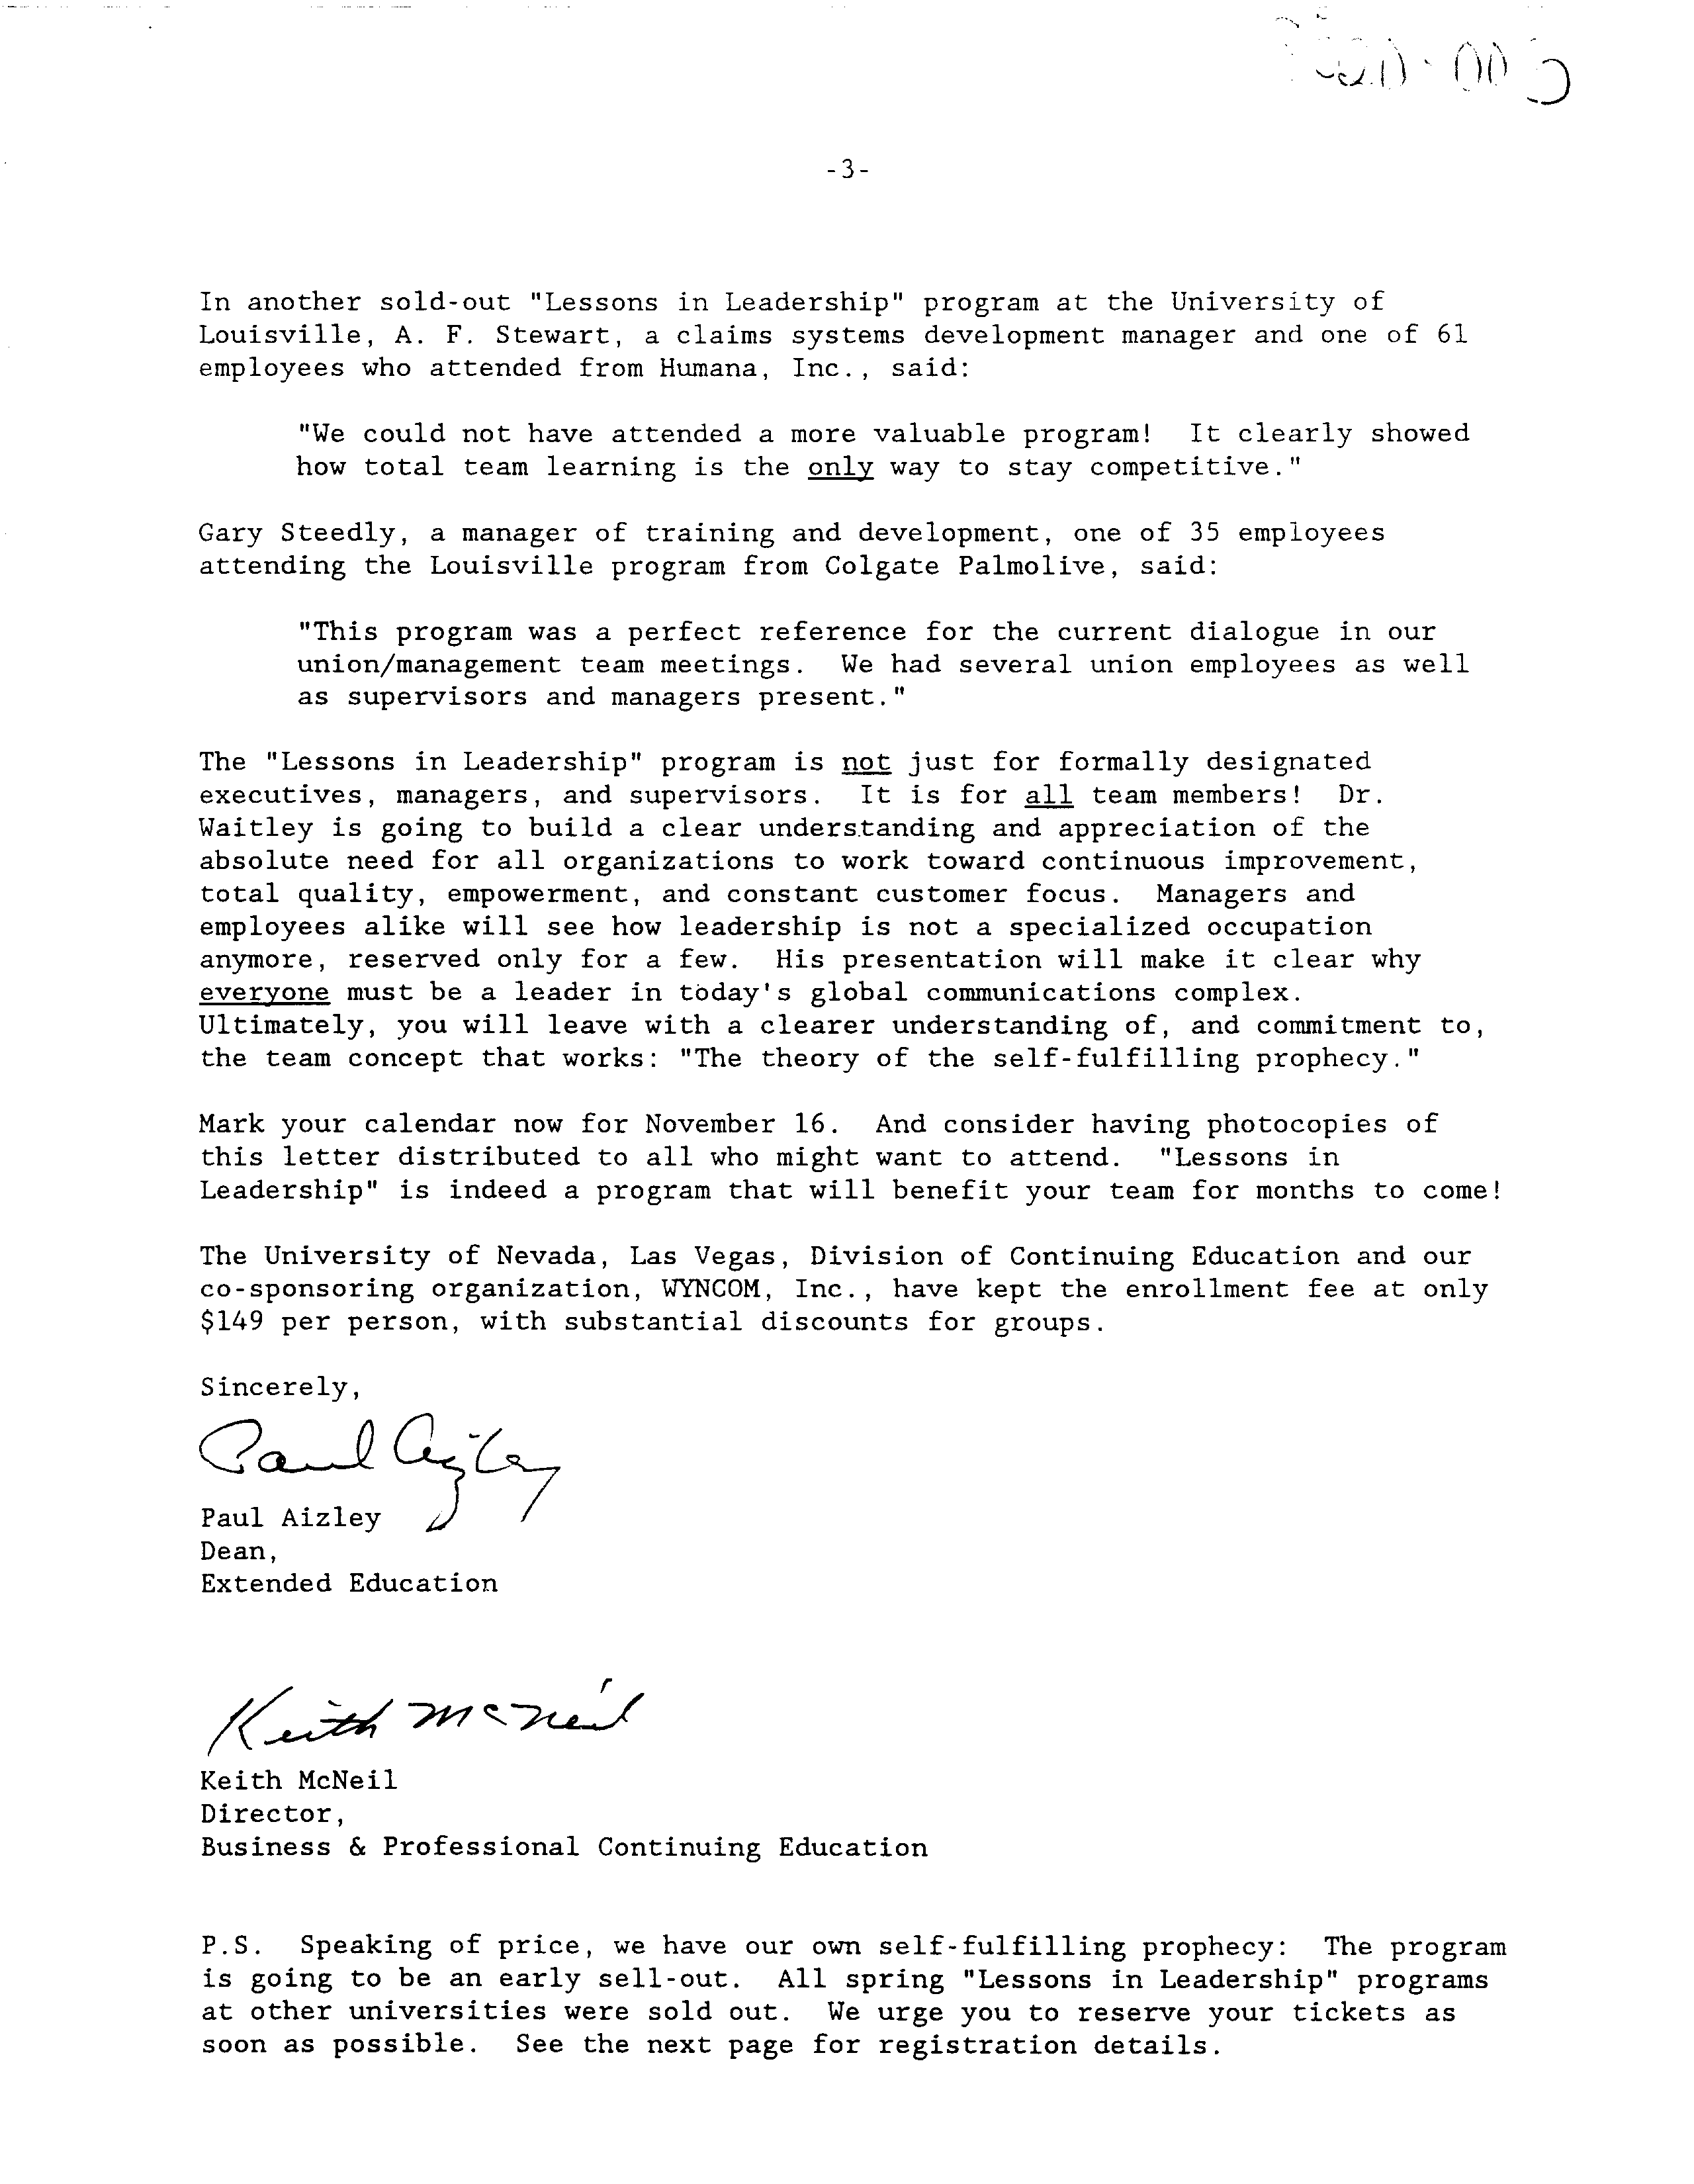 -3-
In another sold-out "Lessons in Leadership" program at the University of
Louisville, A. F. Stewart, a claims systems development manager and one of 61
employees who attended from Humana, Inc., said:
"We could not have attended a more valuable program!  It clearly showed
how total team learning is the only way to stay competitive."
Gary Steedly, a manager of training and development, one of 35 employees
attending the Louisville program from Colgate Palmolive, said:
"This program was a perfect reference for the current dialogue in our
union/management team meetings.  We had several union employees as well
as supervisors and managers present."
The "Lessons in Leadership" program is not just for formally designated
executives, managers, and supervisors.  It is for all team members!  Dr.
Waitley is going to build a clear understanding and appreciation of the
absolute need for all organizations to work toward continuous improvement,
total quality, empowerment, and constant customer focus.  Managers and
employees alike will see how leadership is not a specialized occupation
anymore, reserved only for a few.  His presentation will make it clear why
everyone must be a leader in today's global communications complex.
Ultimately, you will leave with a clearer understanding of, and commitment to,
the team concept that works: "The theory of the self-fulfilling prophecy."
Mark your calendar now for November 16.  And consider having photocopies of
this letter distributed to all who might want to attend.  "Lessons in
Leadership" is indeed a program that will benefit your team for months to come!
The University of Nevada, Las Vegas, Division of Continuing Education and our
co-sponsoring organization, WYNCOM, Inc., have kept the enrollment fee at only
$149 per person, with substantial discounts for groups.
Sincerely,
Paul Aizley
Paul Aizley
Dean,
Extended Education
Keith McNeil
Keith McNeil
Director,
Business & Professional Continuing Education
P.S.  Speaking of price, we have our own self-fulfilling prophecy:  The program
is going to be an early sell-out.  All spring "Lessons in Leadership" programs
at other universities were sold out.  We urge you to reserve your tickets as
soon as possible.  See the next page for registration details.